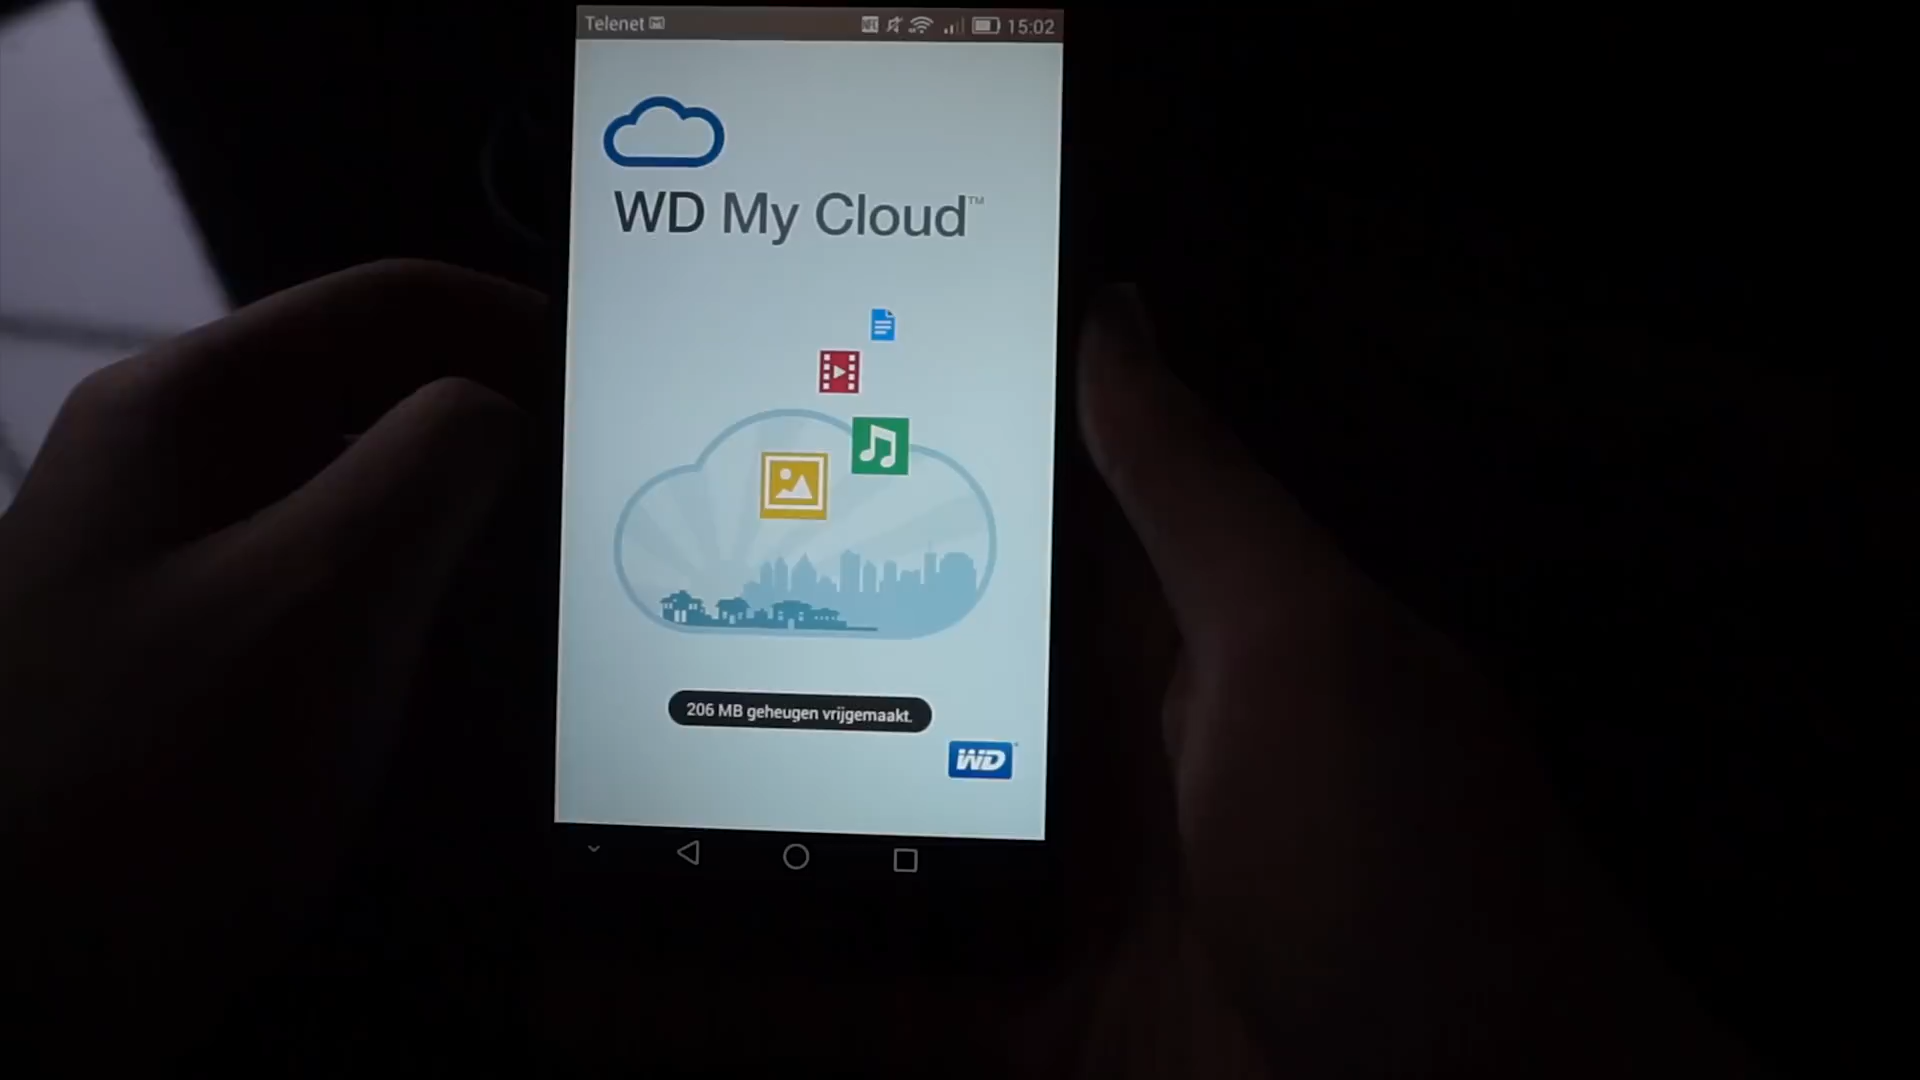 Telenet
15:02
WD My Cloud™
206 MB geheugen vrijgemaakt.
WD